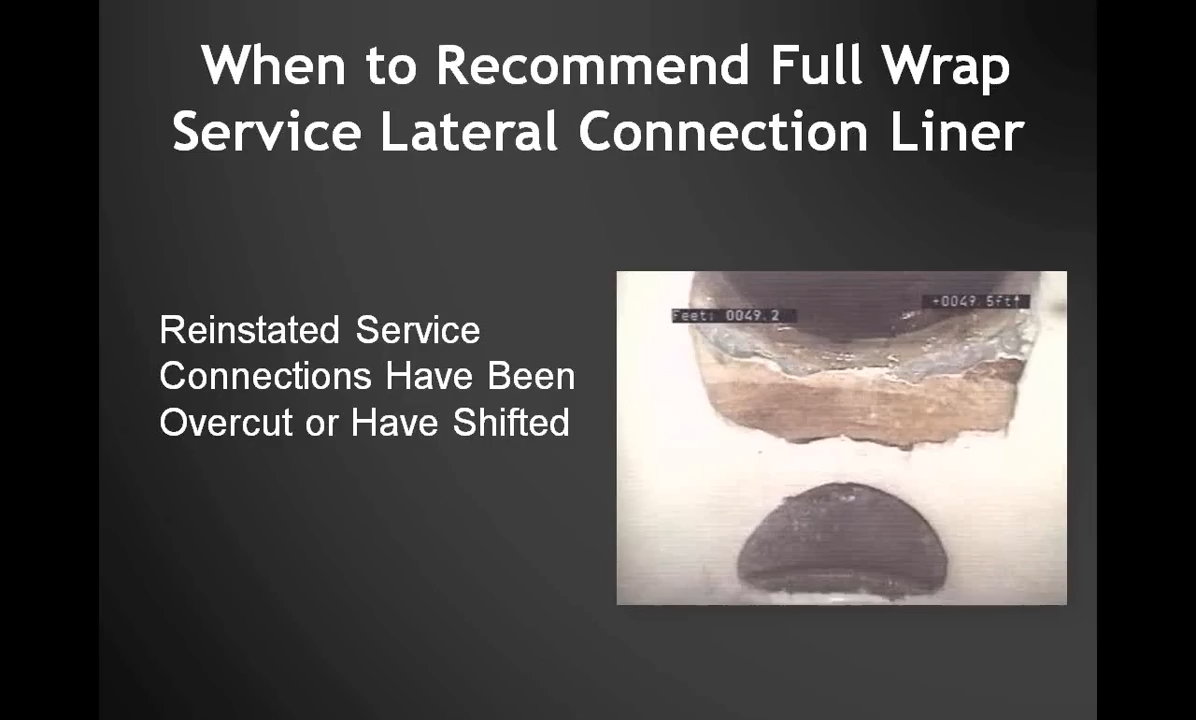 When to Recommend Full Wrap
Service Lateral Connection Liner
Reinstated Service
Connections Have Been
Overcut or Have Shifted
Feet: 0049.2
+0049.5ft↑